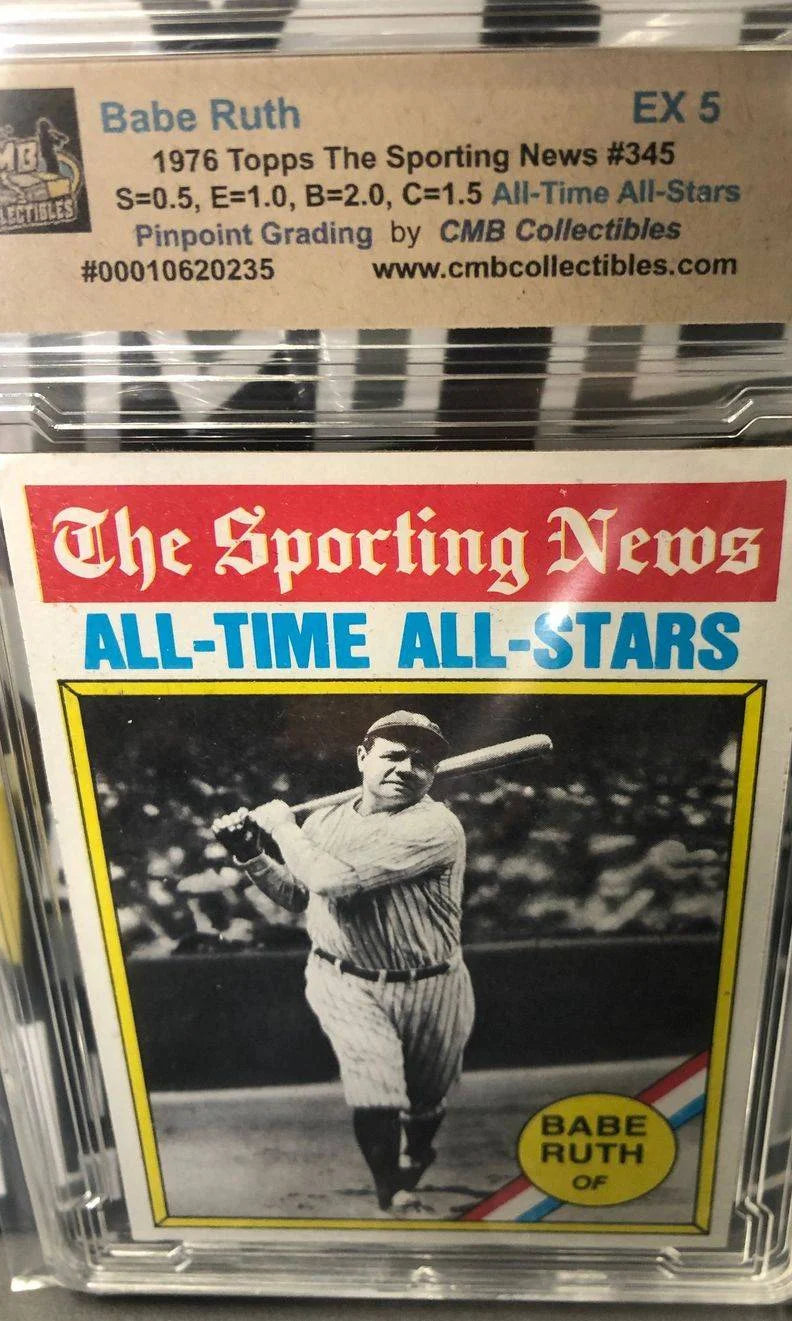 Babe Ruth EX 5
1976 Topps The Sporting News #345
S=0.5, E=1.0, B=2.0, C=1.5 All-Time All-Stars
Pinpoint Grading by CMB Collectibles
#00010620235 www.cmbcollectibles.com
The Sporting News
ALL-TIME ALL-STARS
BABE
RUTH
OF